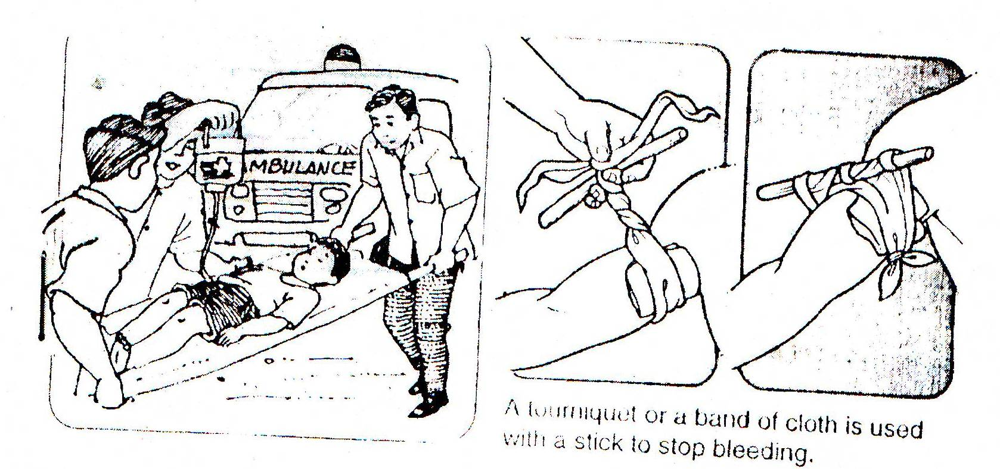 MBULANCE
A tourniquet or a band of cloth is used
with a stick to stop bleeding.